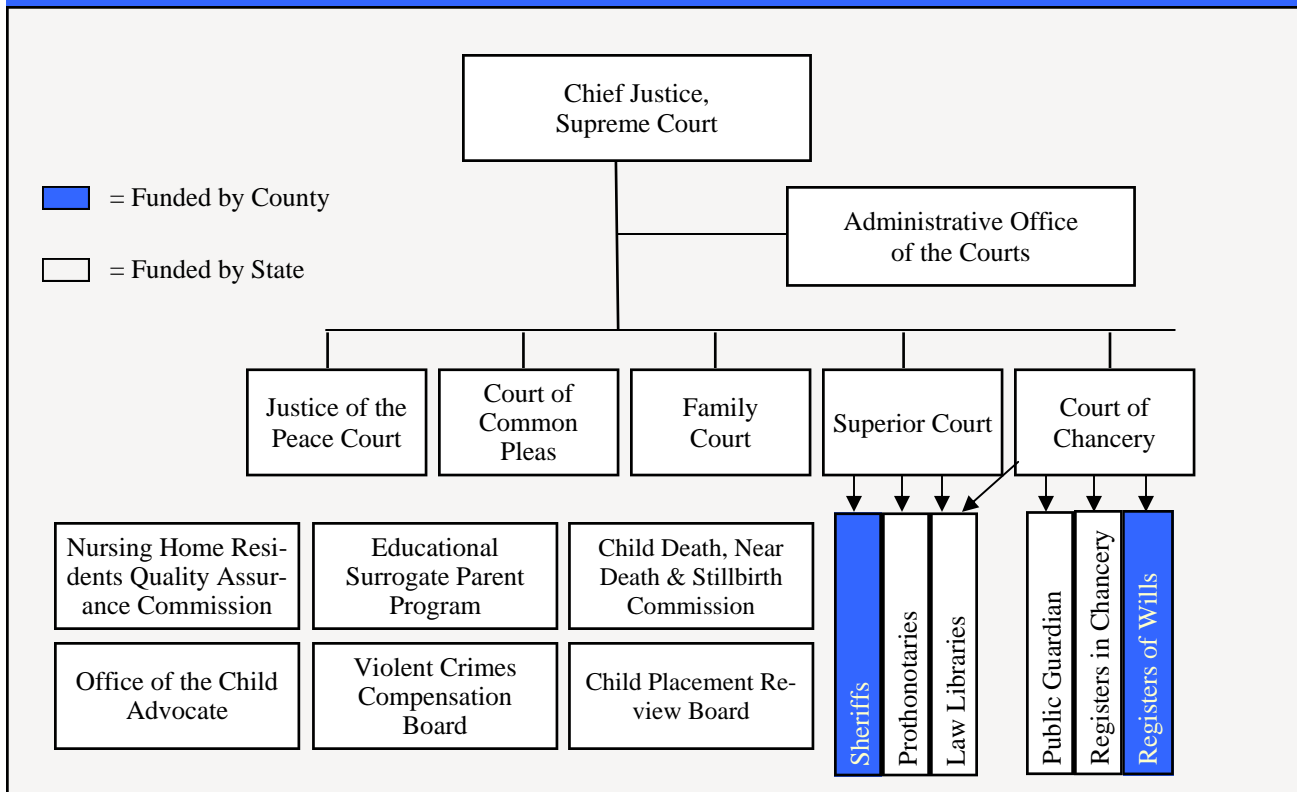 Chief Justice,
Supreme Court
= Funded by County
Administrative Office
of the Courts
= Funded by State
Justice of the
Peace Court
Court of
Common
Pleas
Family
Court
Superior Court
Court of
Chancery
Nursing Home Resi-
dents Quality Assur-
ance Commission
Educational
Surrogate Parent
Program
Child Death, Near
Death & Stillbirth
Commission
Office of the Child
Advocate
Violent Crimes
Compensation
Board
Child Placement Re-
view Board
Sheriffs
Prothonotaries
Law Libraries
Public Guardian
Registers in Chancery
Registers of Wills